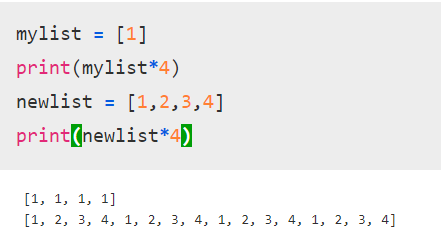 mylist = [1]
print(mylist*4)
newlist = [1,2,3,4]
print(newlist*4)
[1, 1, 1, 1]
[1, 2, 3, 4, 1, 2, 3, 4, 1, 2, 3, 4, 1, 2, 3, 4]